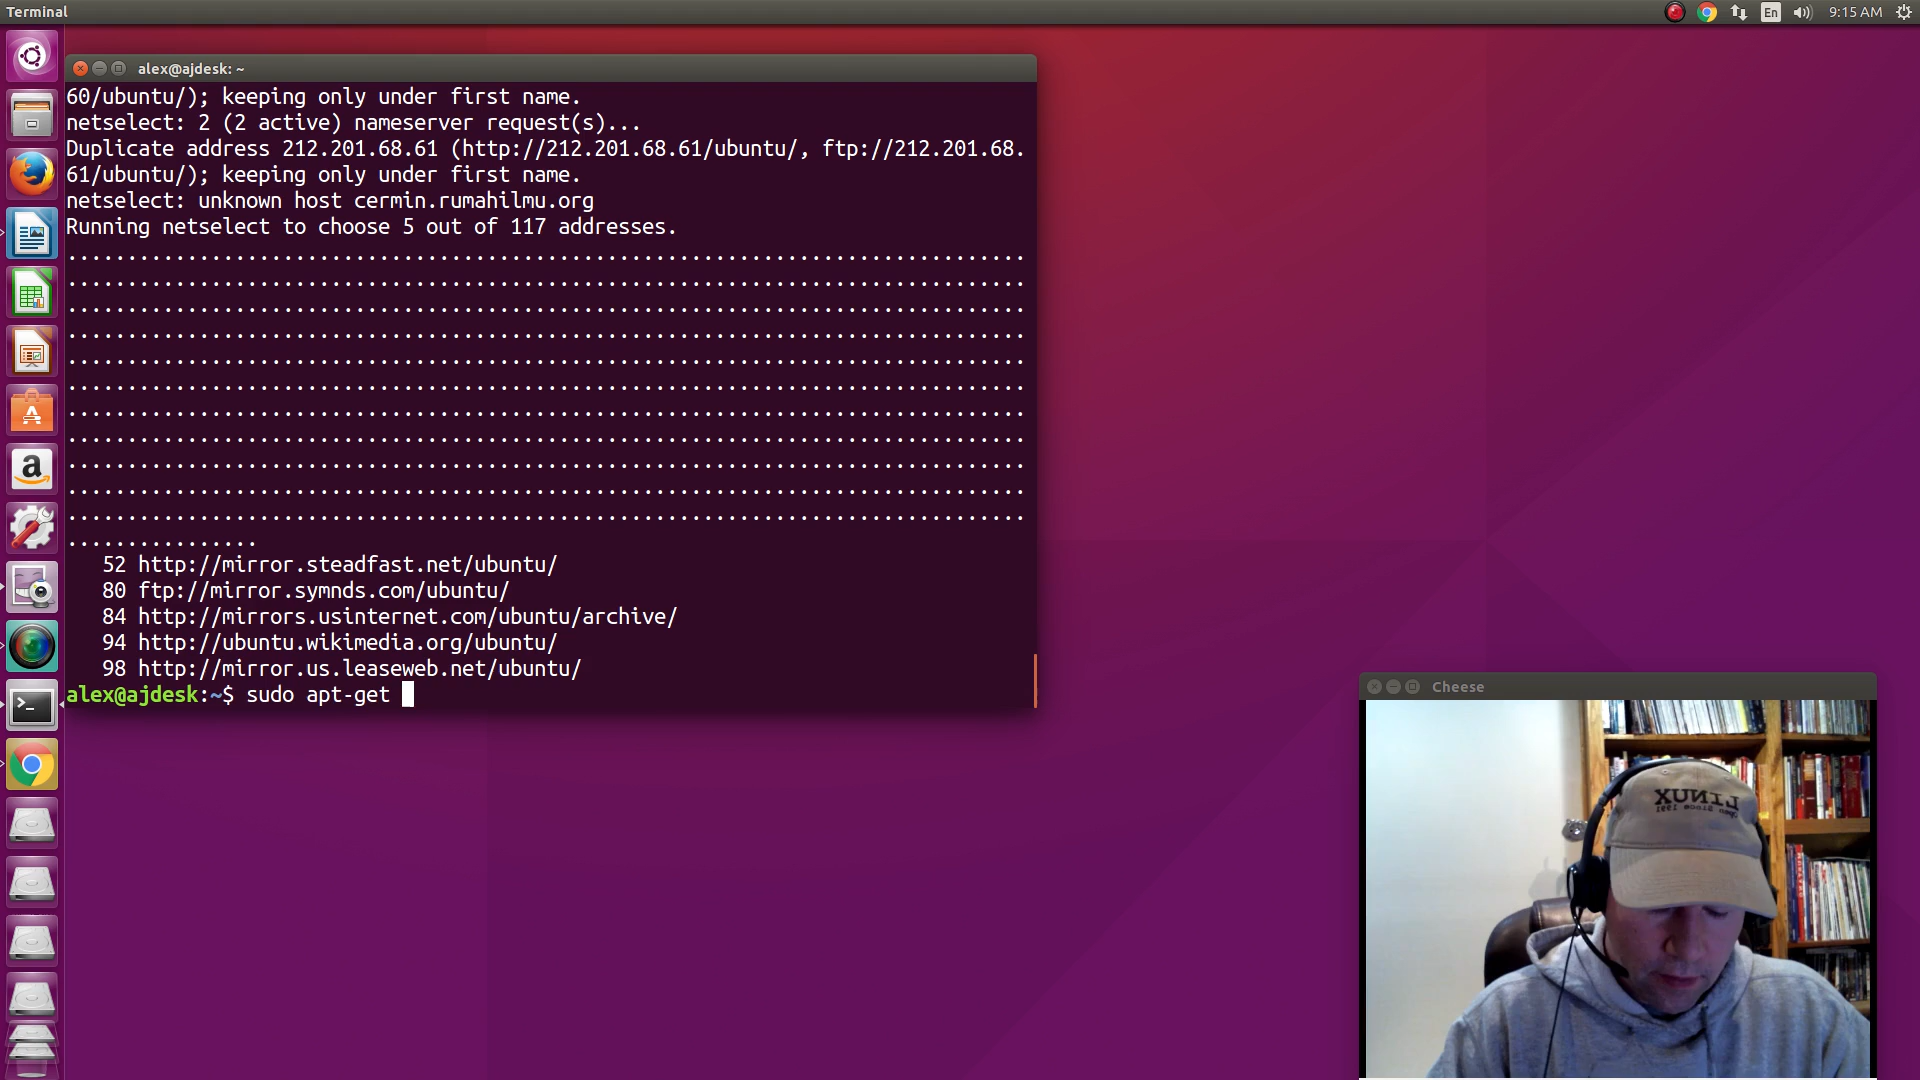 Terminal
En
9:15 AM
alex@ajdesk: ~
60/ubuntu/); keeping only under first name.
netselect: 2 (2 active) nameserver request(s)...
Duplicate address 212.201.68.61 (http://212.201.68.61/ubuntu/, ftp://212.201.68.
61/ubuntu/); keeping only under first name.
netselect: unknown host cermin.rumahilmu.org
Running netselect to choose 5 out of 117 addresses.
................................................................................
................................................................................
................................................................................
................................................................................
................................................................................
................................................................................
................................................................................
................................................................................
................................................................................
................................................................................
................................................................................
................
52 http://mirror.steadfast.net/ubuntu/
80 ftp://mirror.symnds.com/ubuntu/
84 http://mirrors.usinternet.com/ubuntu/archive/
94 http://ubuntu.wikimedia.org/ubuntu/
98 http://mirror.us.leaseweb.net/ubuntu/
alex@ajdesk:~$ sudo apt-get
Cheese
LINUX
Open Since 1991